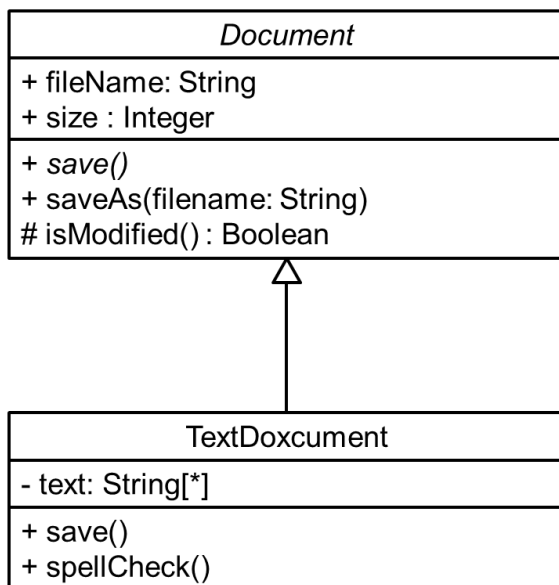 Document
+ fileName: String
+ size : Integer
+ save()
+ saveAs(filename: String)
# isModified() : Boolean
TextDoxcument
- text: String[*]
+ save()
+ spellCheck()